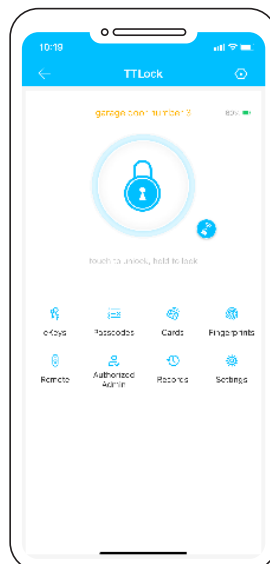 10:19
TTLock
garage door number 3
80%
touch to unlock, hold to lock
eKeys
Passcodes
Cards
Fingerprints
Remote
Authorized
Admin
Records
Settings